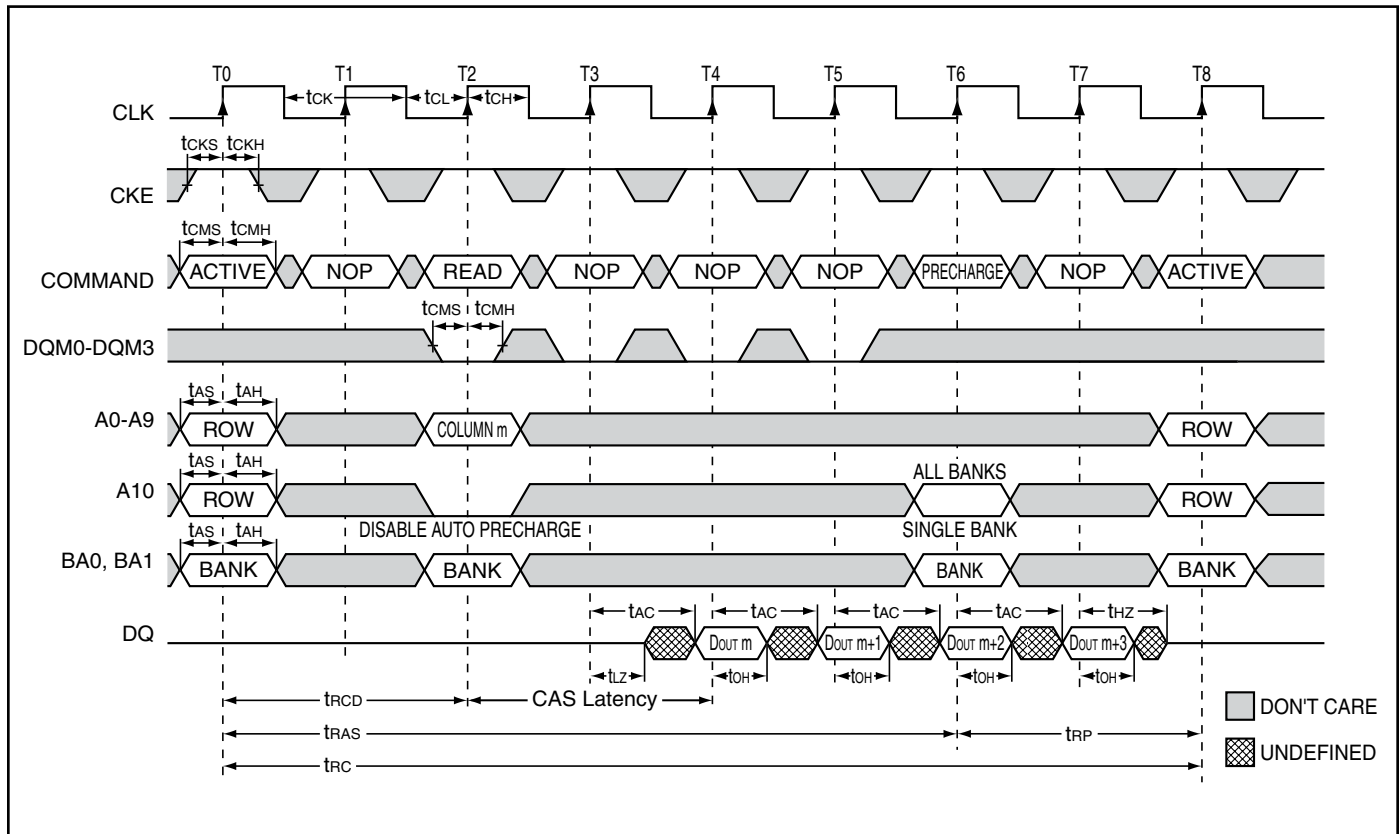 T0 T1 T2 T3 T4 T5 T6 T7 T8
tCK tCL tCH
CLK
tCKS tCKH
CKE
tCMS tCMH
COMMAND ACTIVE NOP READ NOP NOP NOP PRECHARGE NOP ACTIVE
tCMS tCMH
DQM0-DQM3
tAS tAH
A0-A9 ROW COLUMN m ROW
tAS tAH ALL BANKS
A10 ROW ROW
tAS tAH DISABLE AUTO PRECHARGE SINGLE BANK
BA0, BA1 BANK BANK BANK BANK
tAC tAC tAC tAC tHZ
DQ DOUT m DOUT m+1 DOUT m+2 DOUT m+3
tLZ tOH tOH tOH tOH
tRCD CAS Latency
DON'T CARE
tRAS tRP
UNDEFINED
tRC